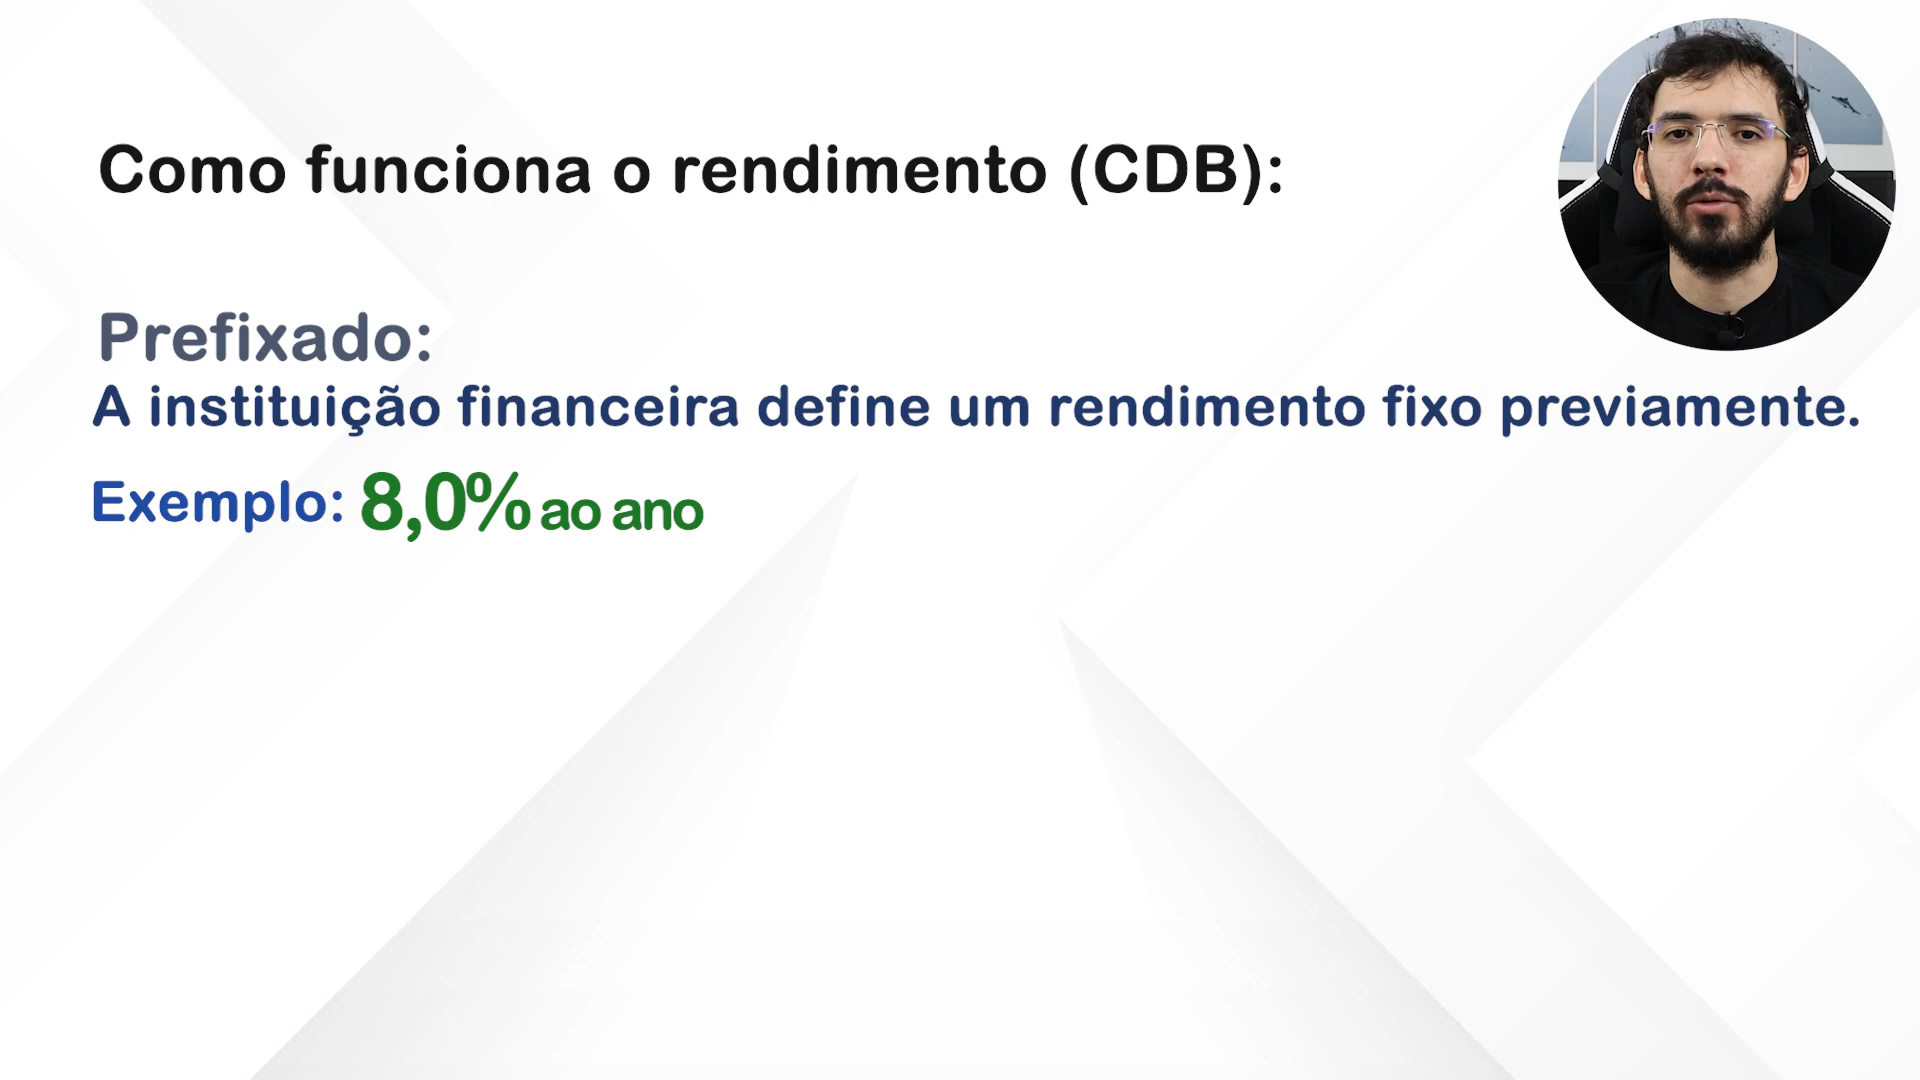 Como funciona o rendimento (CDB):
Prefixado:
A instituição financeira define um rendimento fixo previamente.
Exemplo: 8,0% ao ano